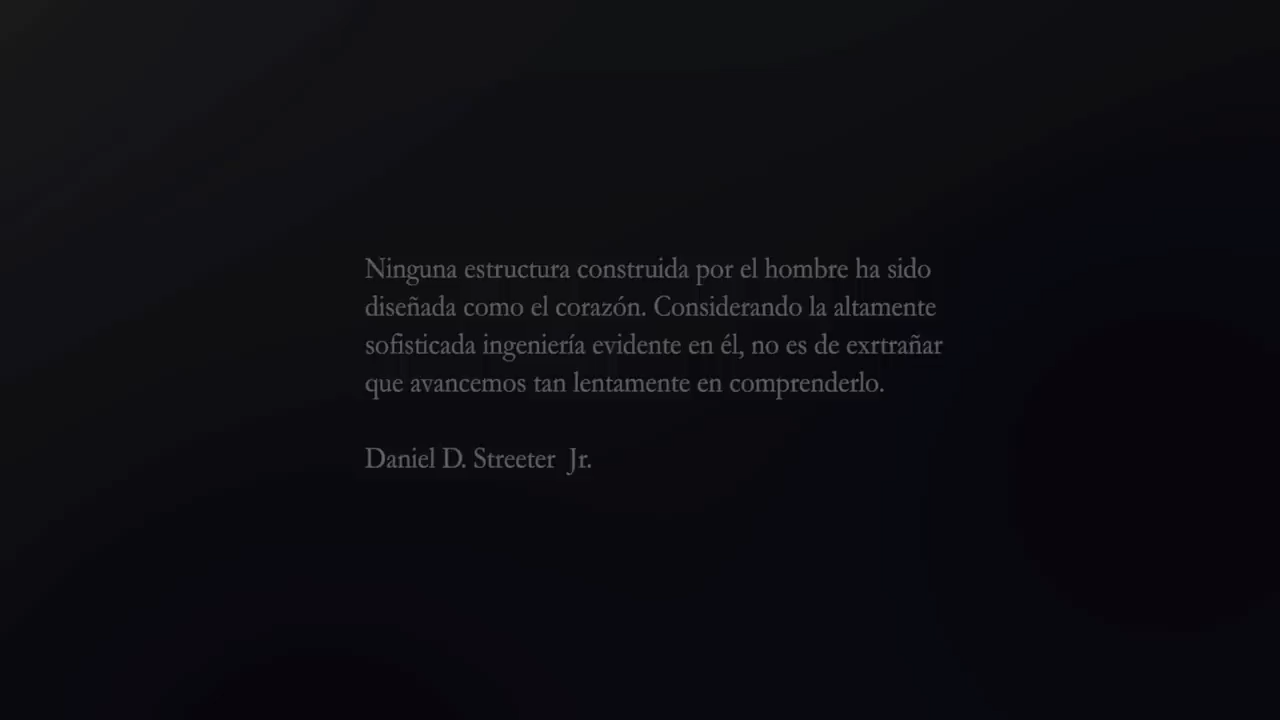 Ninguna estructura construida por el hombre ha sido
diseñada como el corazón. Considerando la altamente
sofisticada ingeniería evidente en él, no es de exrtrañar
que avancemos tan lentamente en comprenderlo.
Daniel D. Streeter Jr.